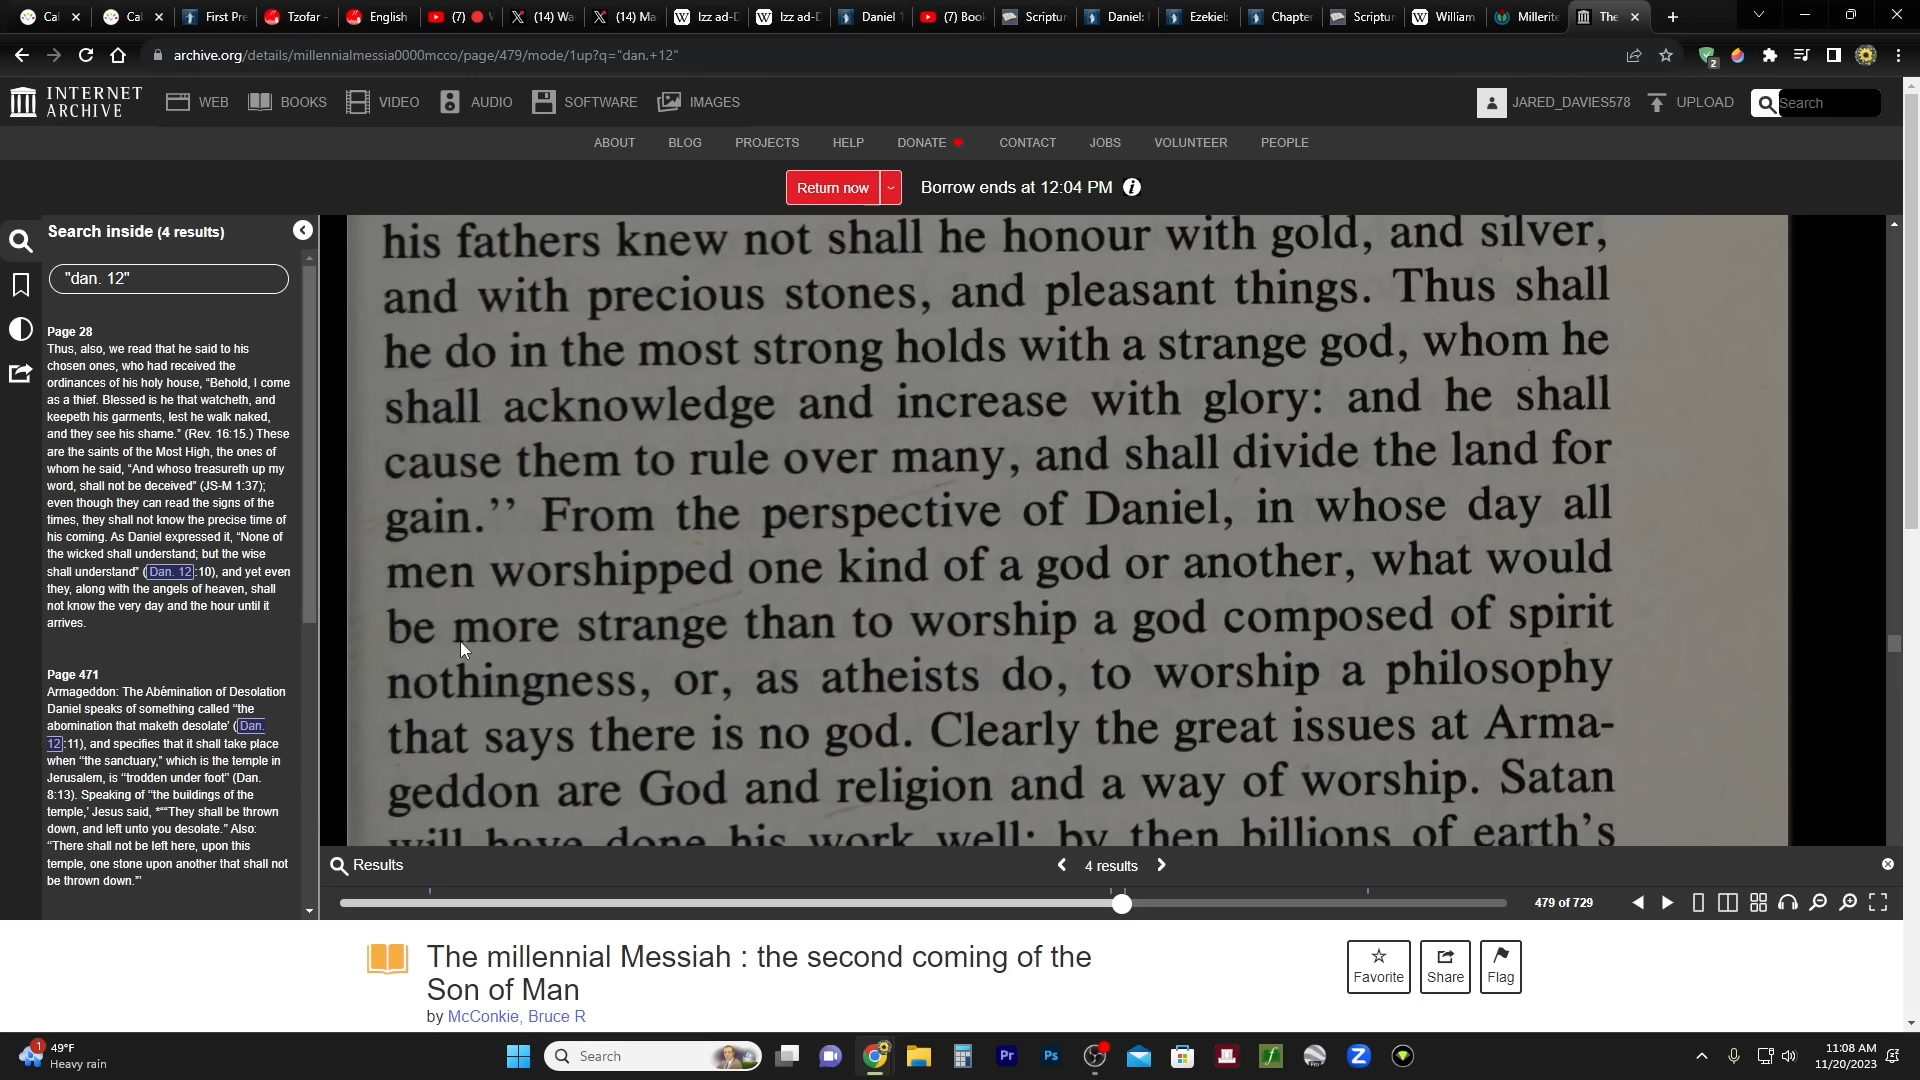 Cal
Cal
First Pre
Tzofar -
English
(7)
(14) Wa
(14) Ma
Izz ad-D
Izz ad-D
Daniel 1
(7) Boo
Scriptur
Daniel:
Ezekiel:
Chapter
Scriptur
William
Millerite
The
archive.org/details/millennialmessia0000mcco/page/479/mode/1up?q="dan.+12"
2
INTERNET
ARCHIVE
WEB
BOOKS
VIDEO
AUDIO
SOFTWARE
IMAGES
JARED_DAVIES578
UPLOAD
Search
ABOUT
BLOG
PROJECTS
HELP
DONATE
CONTACT
JOBS
VOLUNTEER
PEOPLE
Return now
Borrow ends at 12:04 PM
Search inside (4 results)
"dan. 12"
Page 28
Thus, also, we read that he said to his
chosen ones, who had received the
ordinances of his holy house, “Behold, I come
as a thief. Blessed is he that watcheth, and
keepeth his garments, lest he walk naked,
and they see his shame.” (Rev. 16:15.) These
are the saints of the Most High, the ones of
whom he said, “And whoso treasureth up my
word, shall not be deceived” (JS-M 1:37);
even though they can read the signs of the
times, they shall not know the precise time of
his coming. As Daniel expressed it, “None of
the wicked shall understand; but the wise
shall understand” (Dan. 12:10), and yet even
they, along with the angels of heaven, shall
not know the very day and the hour until it
arrives.
Page 471
Armageddon: The Abémination of Desolation
Daniel speaks of something called “the
abomination that maketh desolate’ (Dan.
12:11), and specifies that it shall take place
when “the sanctuary,” which is the temple in
Jerusalem, is “trodden under foot” (Dan.
8:13). Speaking of “the buildings of the
temple,’ Jesus said, *““They shall be thrown
down, and left unto you desolate.” Also:
“There shall not be left here, upon this
temple, one stone upon another that shall not
be thrown down.”’
his fathers knew not shall he honour with gold, and silver,
and with precious stones, and pleasant things. Thus shall
he do in the most strong holds with a strange god, whom he
shall acknowledge and increase with glory: and he shall
cause them to rule over many, and shall divide the land for
gain.’’ From the perspective of Daniel, in whose day all
men worshipped one kind of a god or another, what would
be more strange than to worship a god composed of spirit
nothingness, or, as atheists do, to worship a philosophy
that says there is no god. Clearly the great issues at Arma-
geddon are God and religion and a way of worship. Satan
will have done his work well; by then billions of earth’s
Results
4 results
479 of 729
The millennial Messiah : the second coming of the
Son of Man
by McConkie, Bruce R
Favorite
Share
Flag
1
49°F
Heavy rain
Search
Pr
Ps
11:08 AM
11/20/2023